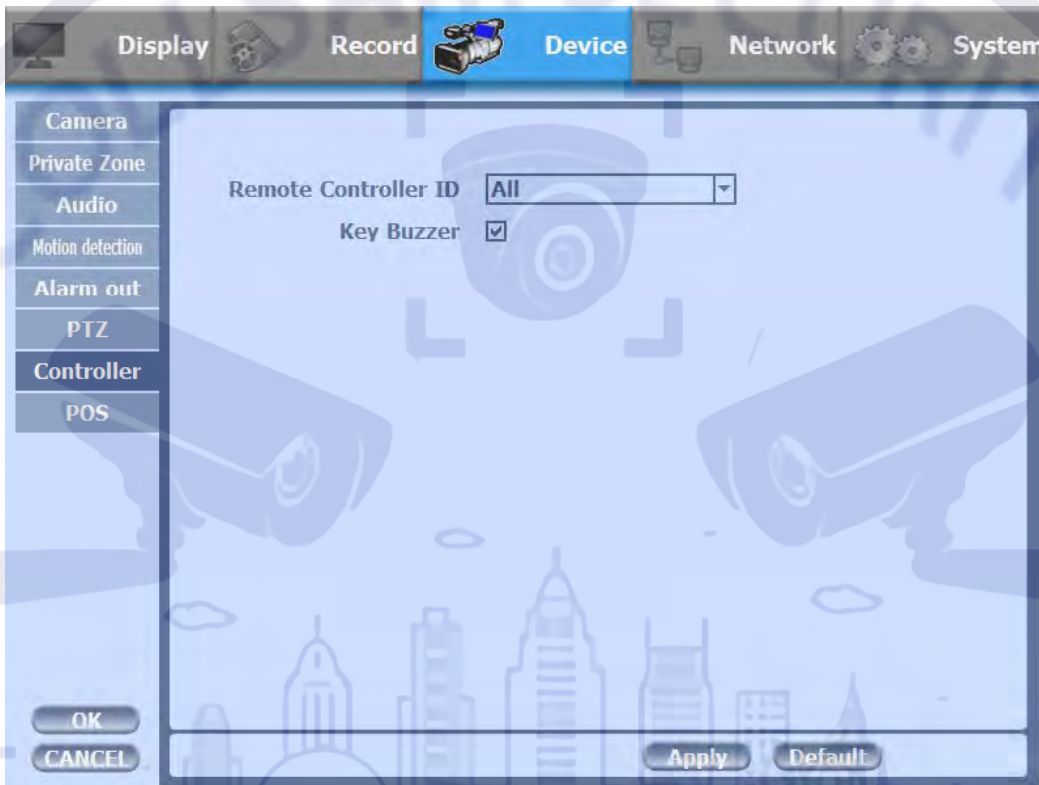 Display Record Device Network System
Camera
Private Zone
Audio
Motion detection
Alarm out
PTZ
Controller
POS
Remote Controller ID All
Key Buzzer
OK
CANCEL
Apply Default